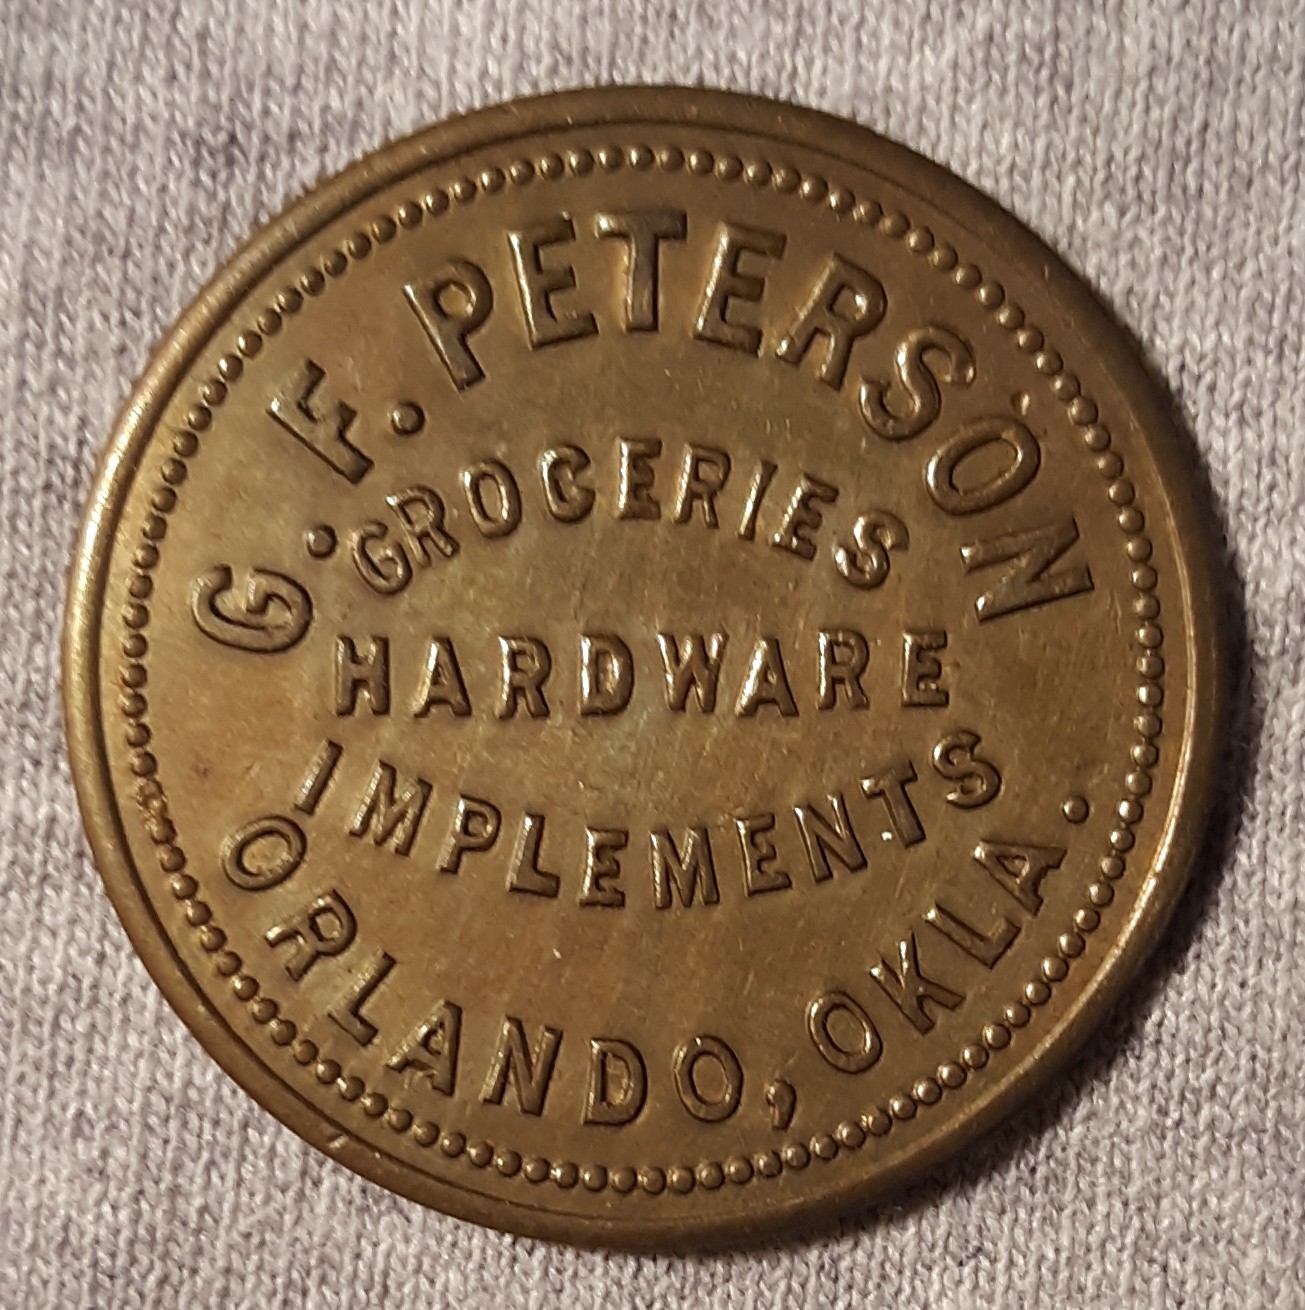 G. F. PETERSON
GROCERIES
HARDWARE
IMPLEMENTS
ORLANDO, OKLA.